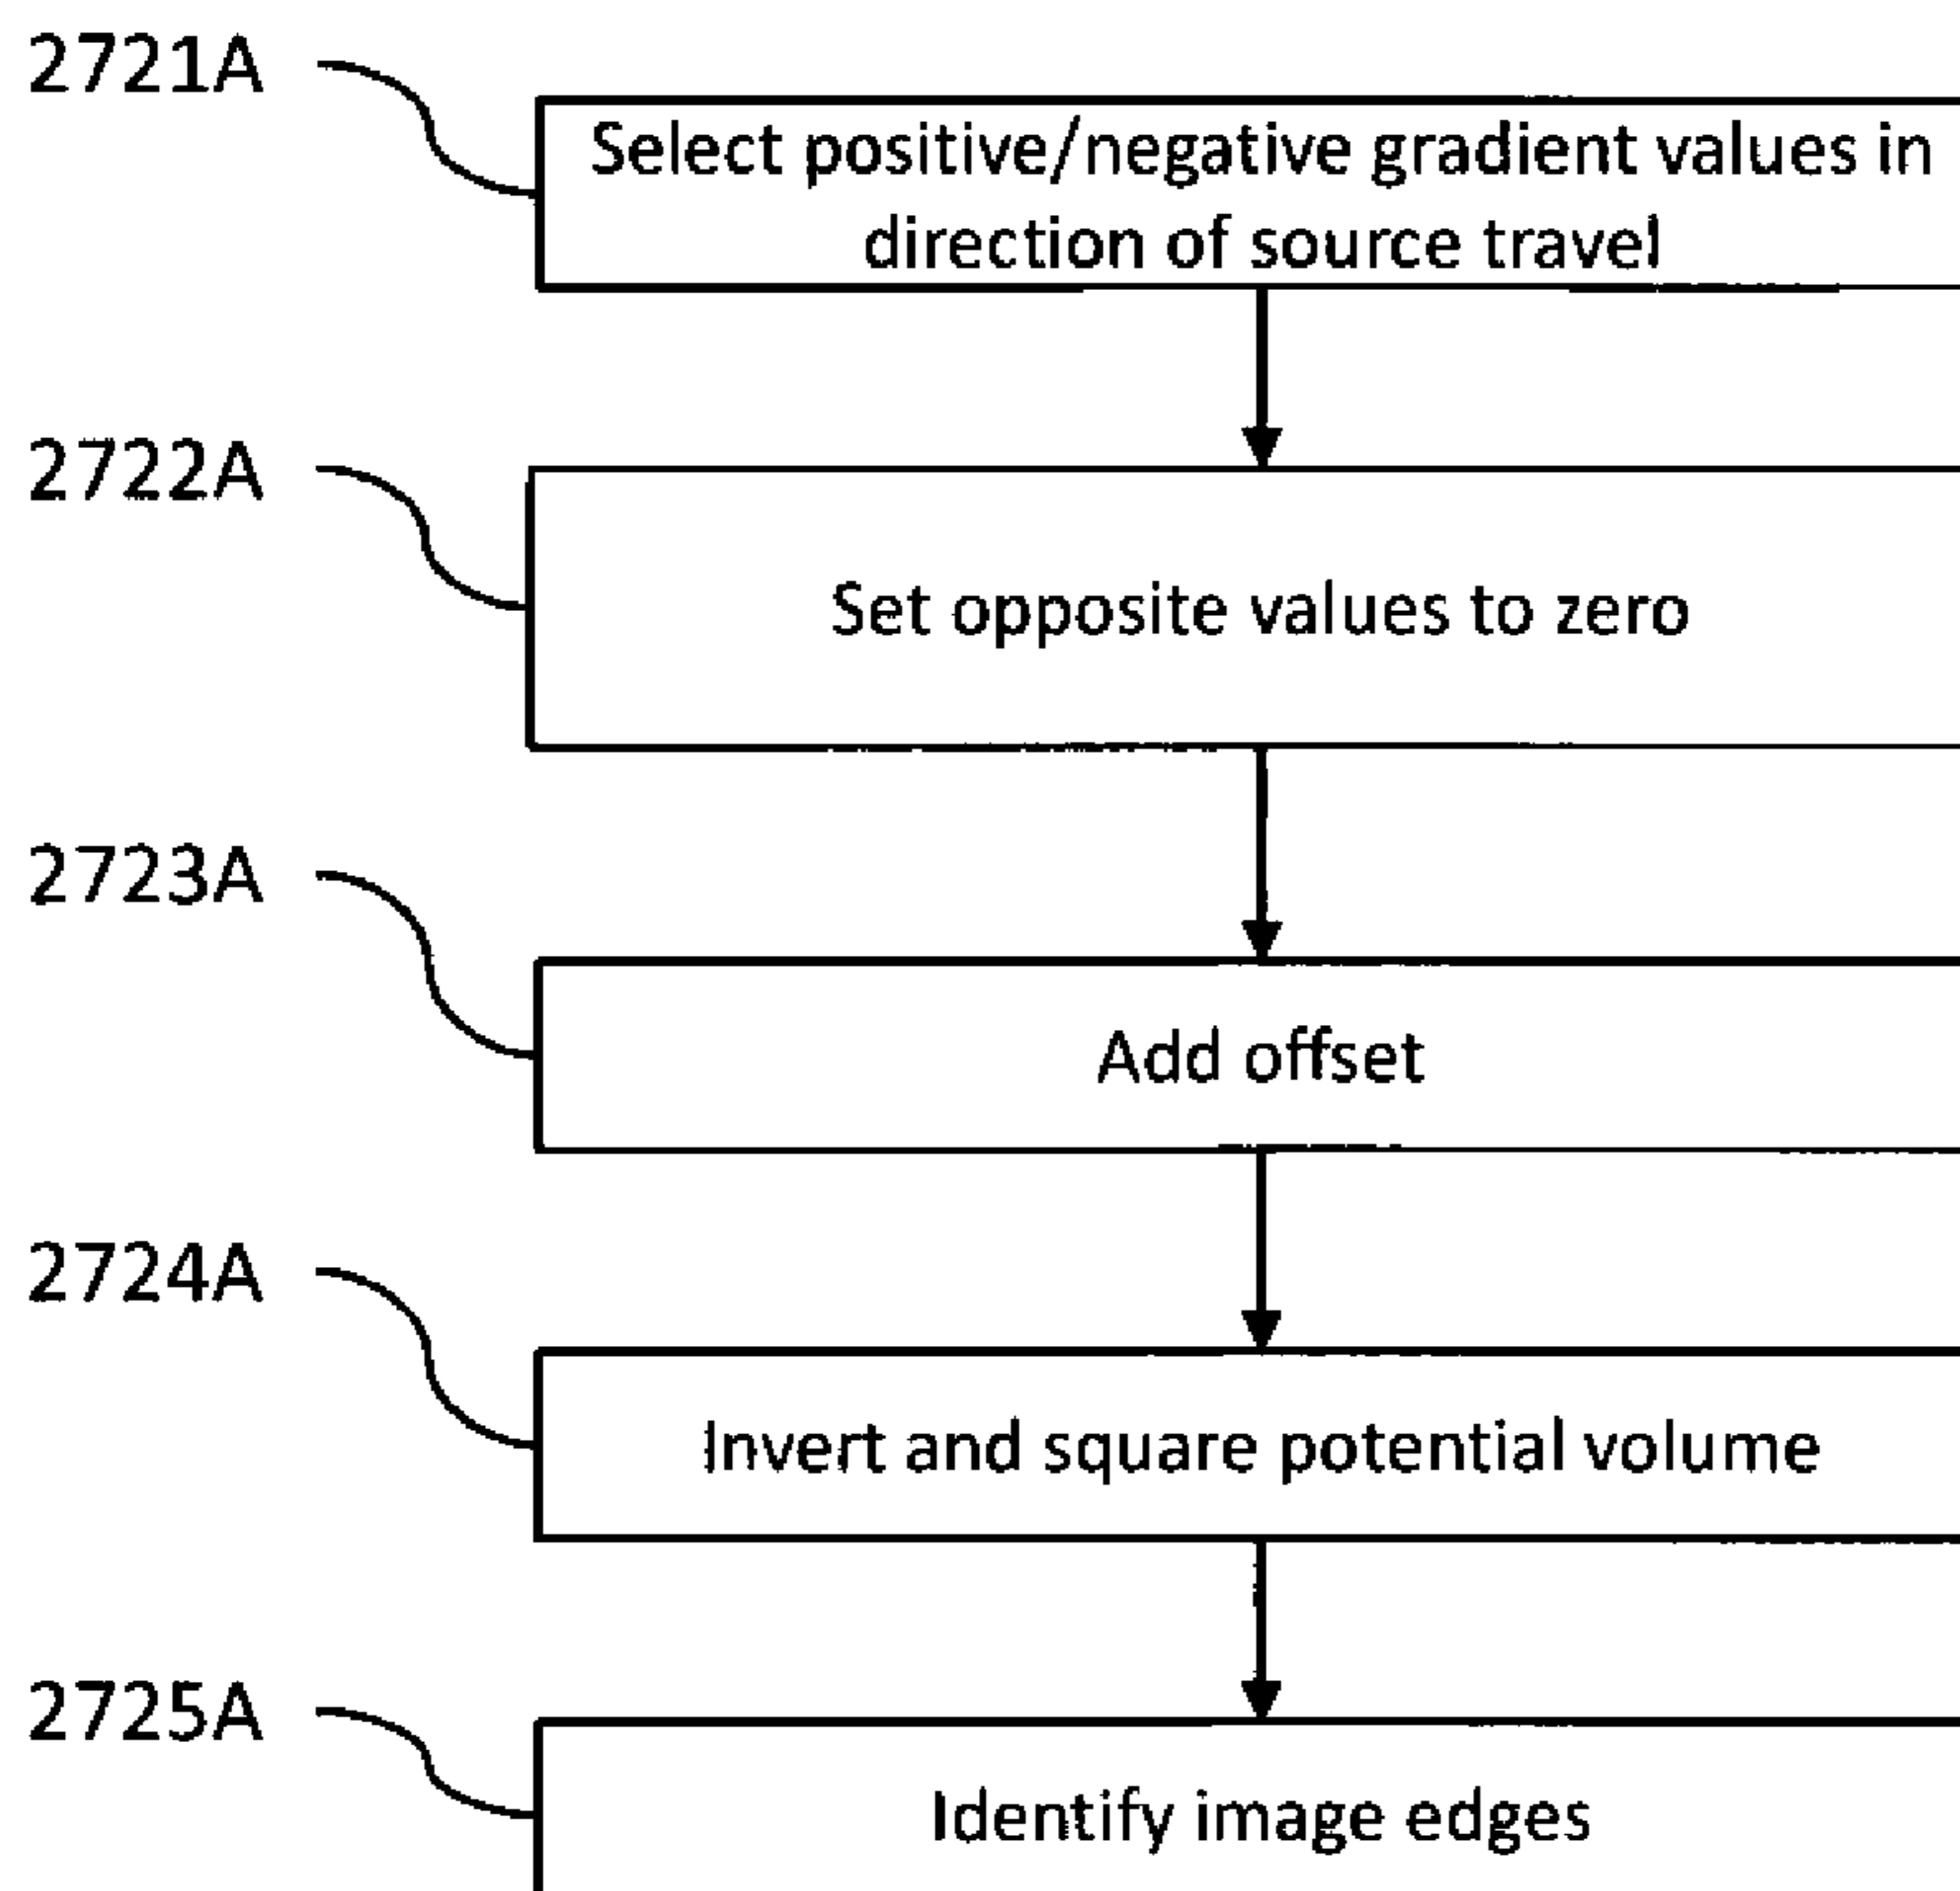 2721A
Select positive/negative gradient values in
direction of source travel
2722A
Set opposite values to zero
2723A
Add offset
2724A
Invert and square potential volume
2725A
Identify image edges